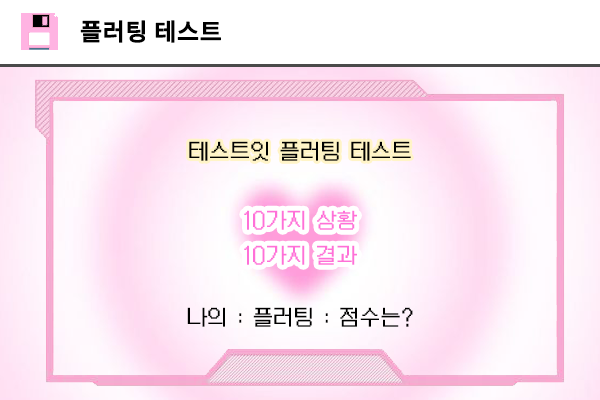 플러팅 테스트
테스트잇 플러팅 테스트
10가지 상황
10가지 결과
나의 : 플러팅 : 점수는?